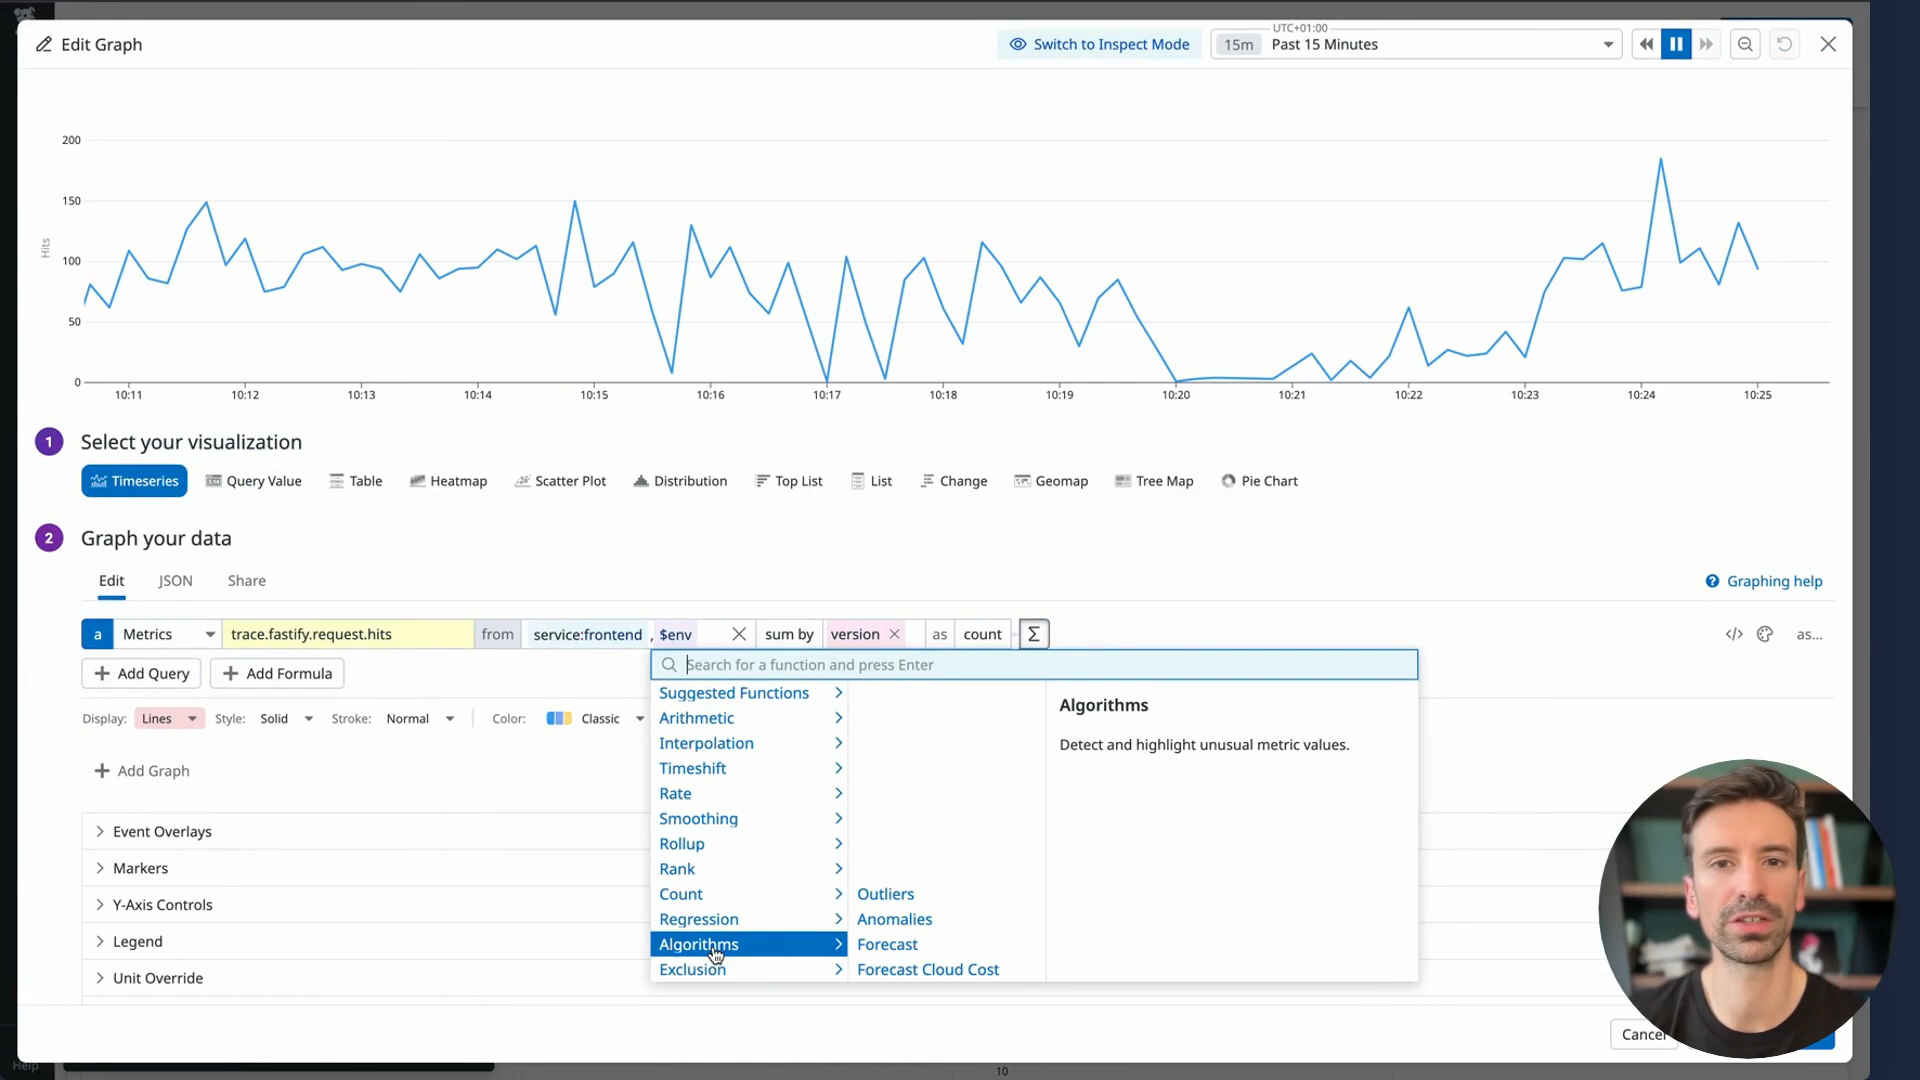 Edit Graph
Switch to Inspect Mode
15m
UTC+01:00
Past 15 Minutes
Hits
200
150
100
50
0
10:11 10:12 10:13 10:14 10:15 10:16 10:17 10:18 10:19 10:20 10:21 10:22 10:23 10:24 10:25
1 Select your visualization
Timeseries Query Value Table Heatmap Scatter Plot Distribution Top List List Change Geomap Tree Map Pie Chart
2 Graph your data
Edit JSON Share
Graphing help
a Metrics trace.fastify.request.hits from service:frontend , $env sum by version as count Σ </> as...
Add Query Add Formula
Search for a function and press Enter
Display: Lines Style: Solid Stroke: Normal Color: Classic
Add Graph
Suggested Functions
Arithmetic
Interpolation
Timeshift
Rate
Smoothing
Rollup
Rank
Count
Regression
Algorithms
Exclusion
Outliers
Anomalies
Forecast
Forecast Cloud Cost
Algorithms
Detect and highlight unusual metric values.
Event Overlays
Markers
Y-Axis Controls
Legend
Unit Override
Cancel
Help
10